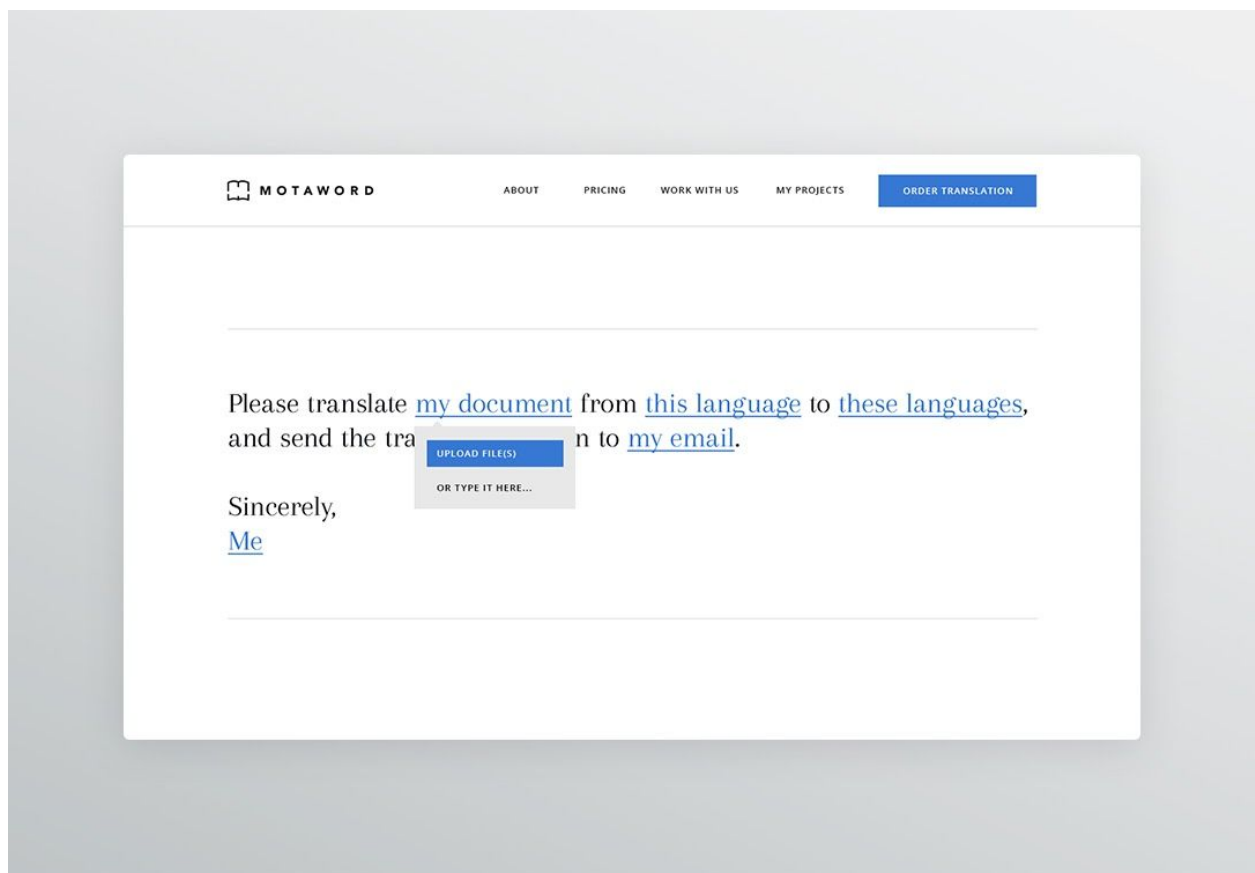 MOTAWORD
ABOUT PRICING WORK WITH US MY PROJECTS ORDER TRANSLATION
Please translate my document from this language to these languages,
and send the tra n to my email.
UPLOAD FILE(S)
OR TYPE IT HERE...
Sincerely,
Me